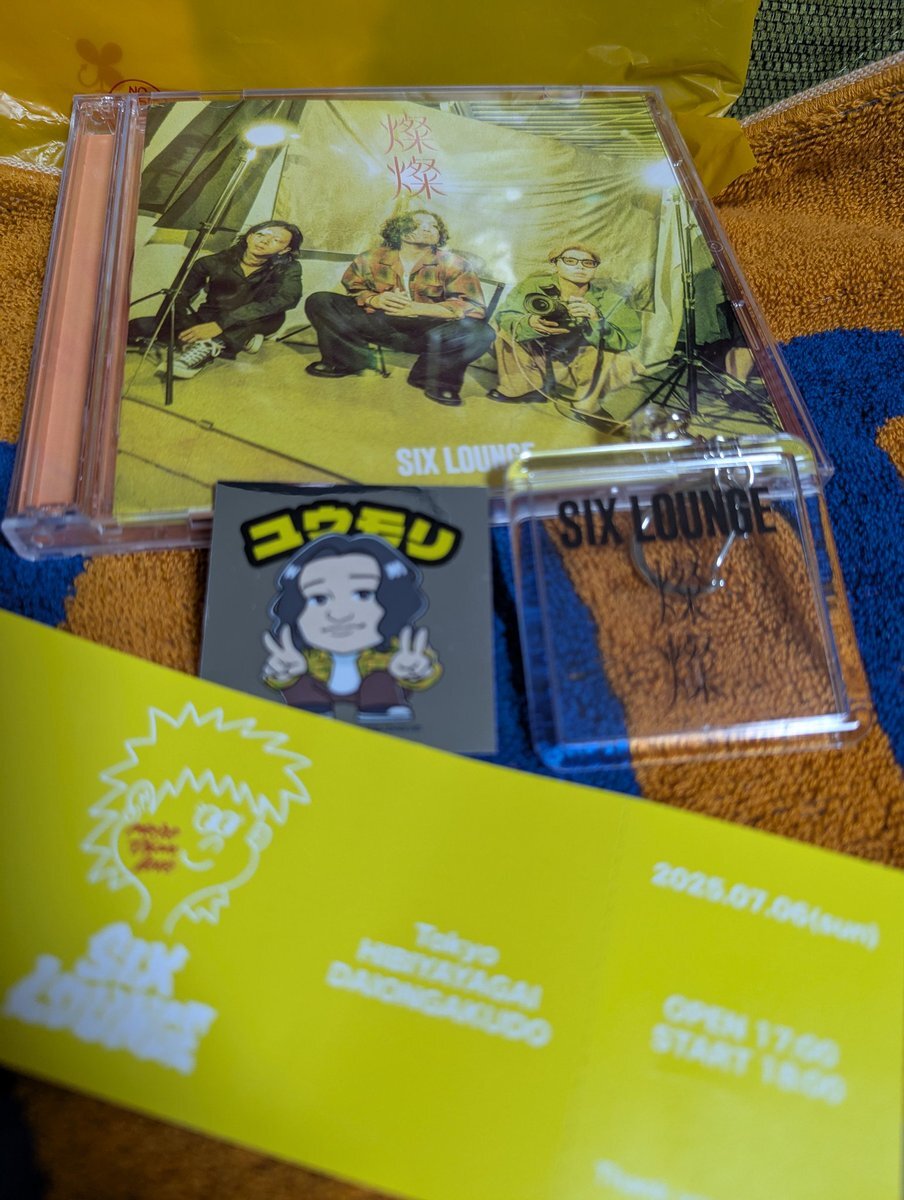 NO
燦
燦
SIX LOUNGE
ユウモリ
SIX LOUNGE
燦
燦
SIX
LOUNGE
Tokyo
HIBIYAYAGAI
DAIONGAKUDO
2025.07.06(sun)
OPEN 17:00
START 18:00